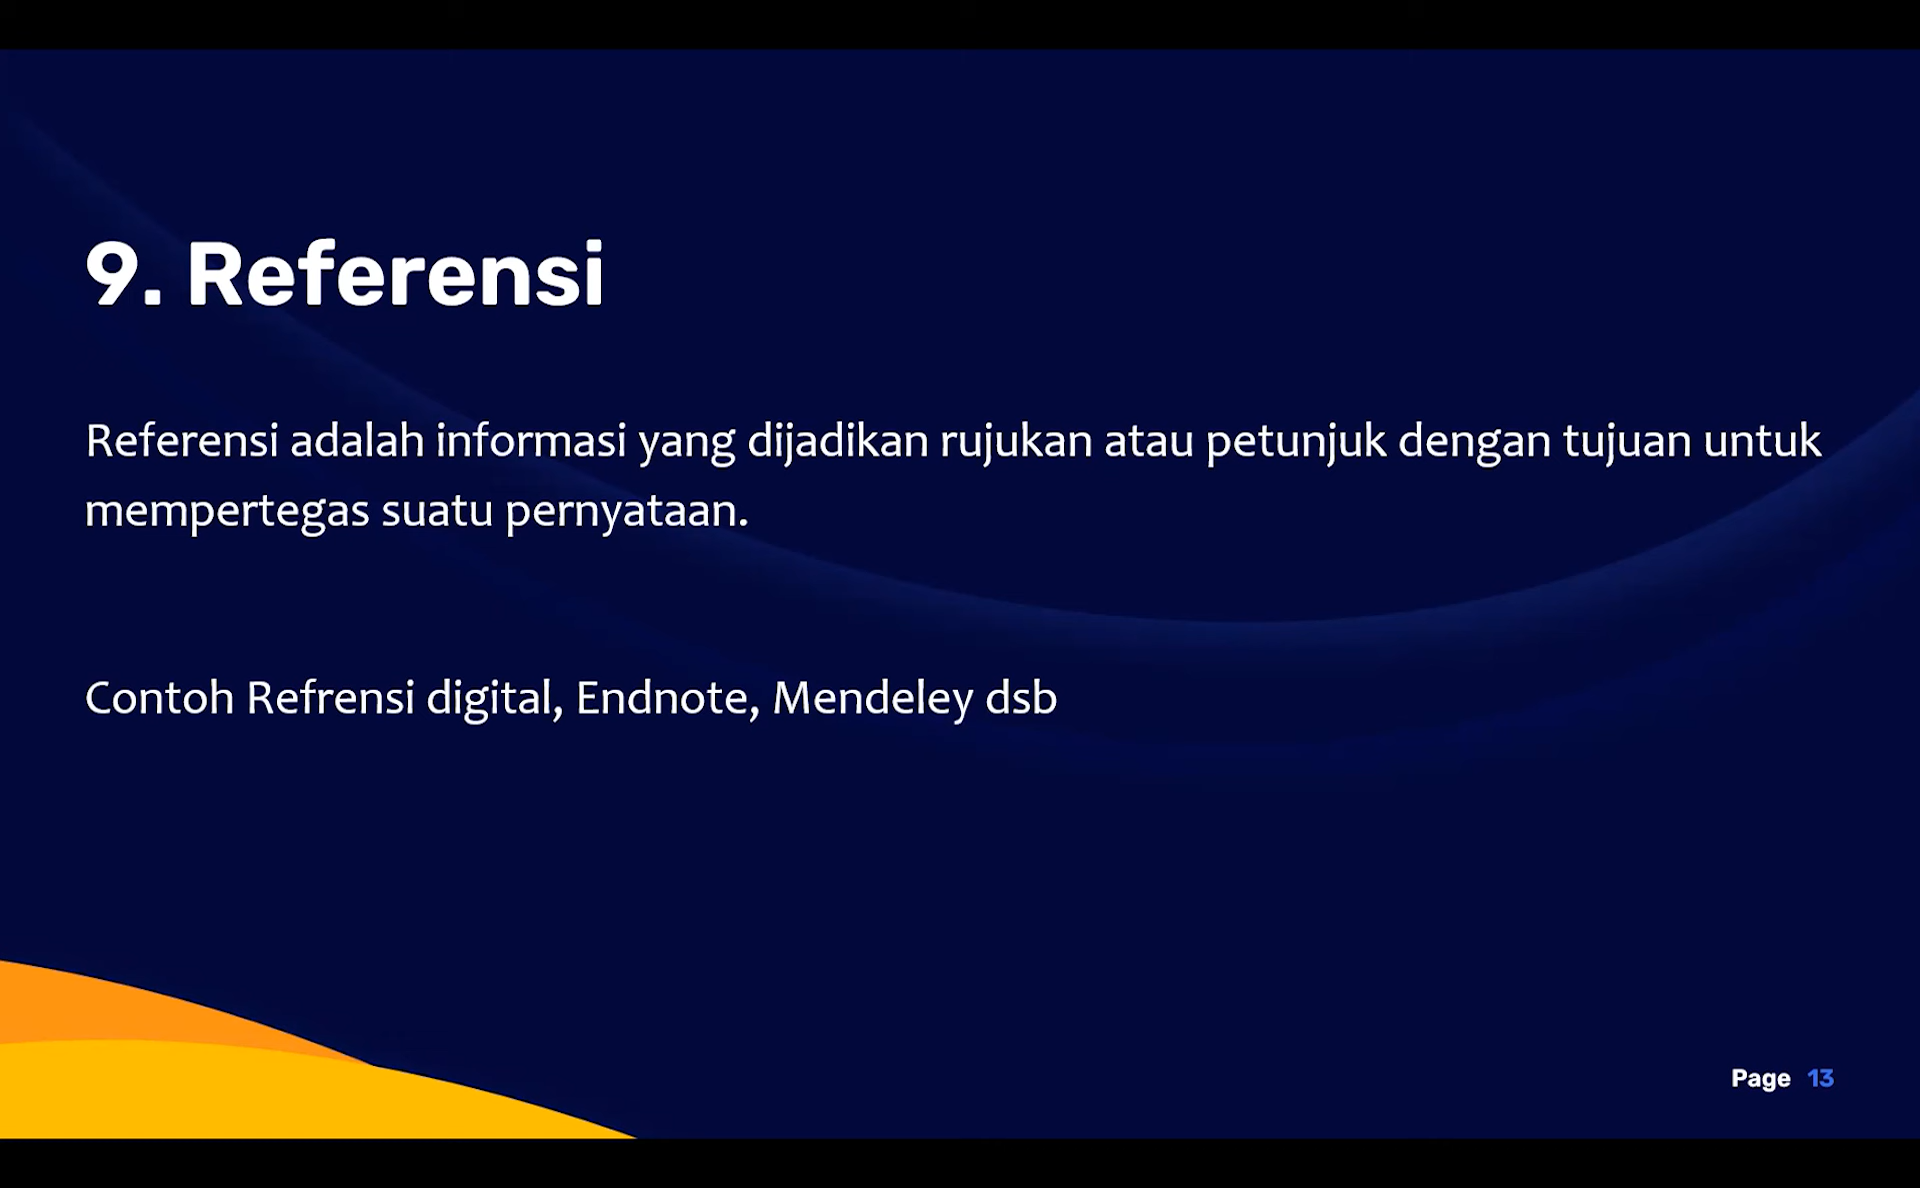 9. Referensi
Referensi adalah informasi yang dijadikan rujukan atau petunjuk dengan tujuan untuk
mempertegas suatu pernyataan.
Contoh Refrensi digital, Endnote, Mendeley dsb
Page 13